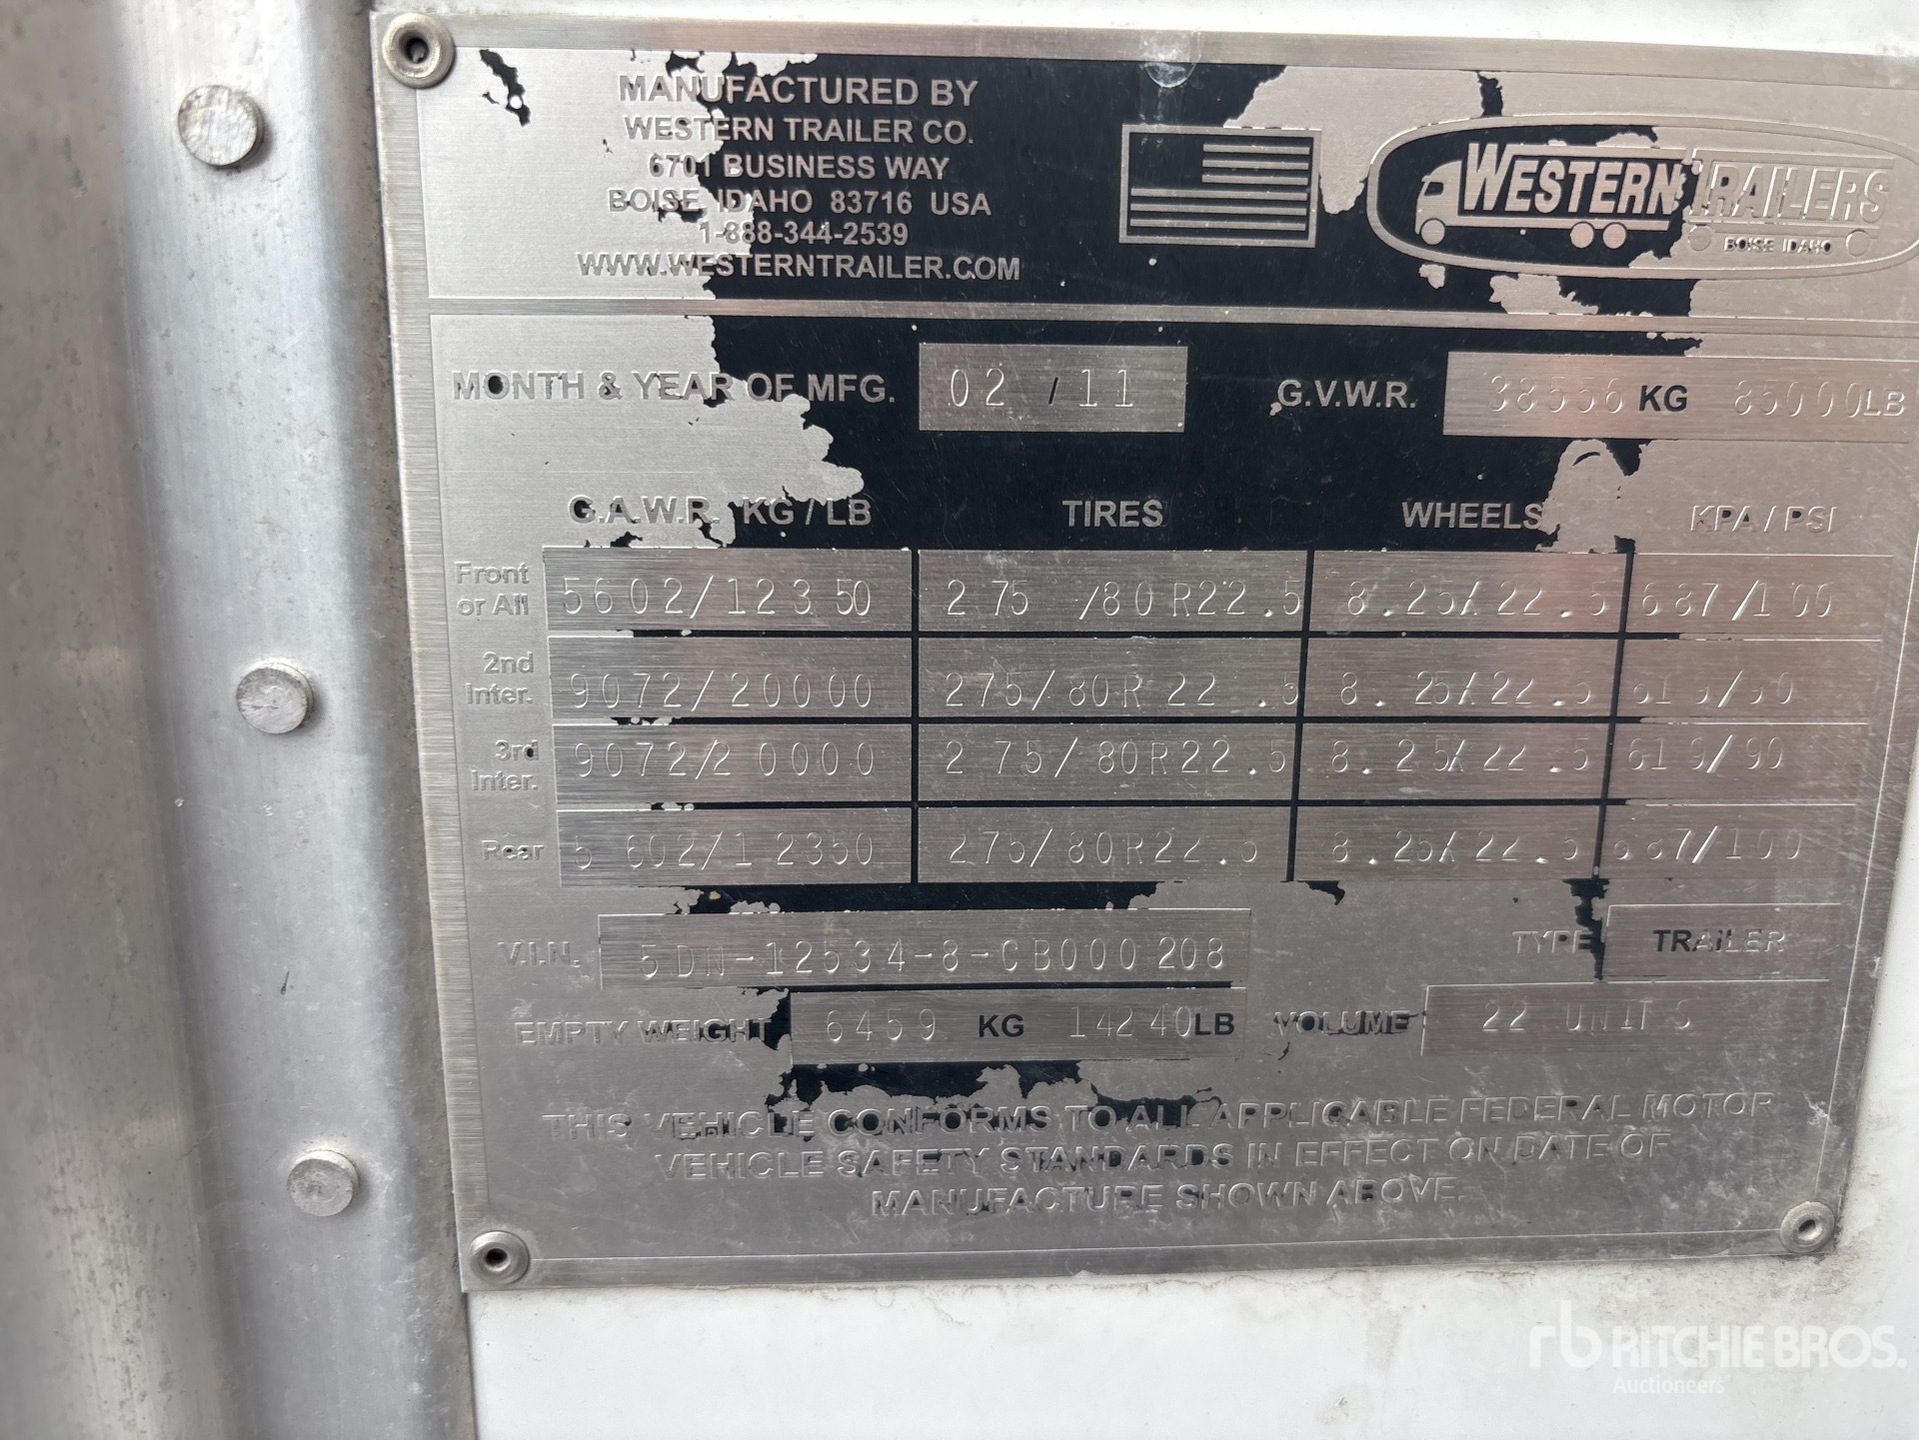 MANUFACTURED BY
WESTERN TRAILER CO.
6701 BUSINESS WAY
BOISE, IDAHO 83716 USA
1-888-344-2539
WWW.WESTERNTRAILER.COM
WESTERN TRAILERS
BOISE IDAHO
MONTH & YEAR OF MFG. 02 / 11 G.V.W.R. 38556 KG 85000 LB
G.A.W.R. KG / LB TIRES WHEELS KPA / PSI
Front or All 5602/12350 275 /80R22.5 8.25X22.5 687/100
2nd Inter. 9072/20000 275/80R22.5 8.25X22.5 619/90
3rd Inter. 9072/20000 275/80R22.5 8.25X22.5 619/90
Rear 5602/12350 275/80R22.5 8.25X22.5 687/100
V.I.N. 5DN-12534-8-CB000208 TYPE TRAILER
EMPTY WEIGHT 6459 KG 14240 LB VOLUME 22 UNITS
THIS VEHICLE CONFORMS TO ALL APPLICABLE FEDERAL MOTOR
VEHICLE SAFETY STANDARDS IN EFFECT ON DATE OF
MANUFACTURE SHOWN ABOVE.
rb RITCHIE BROS.
Auctioneers